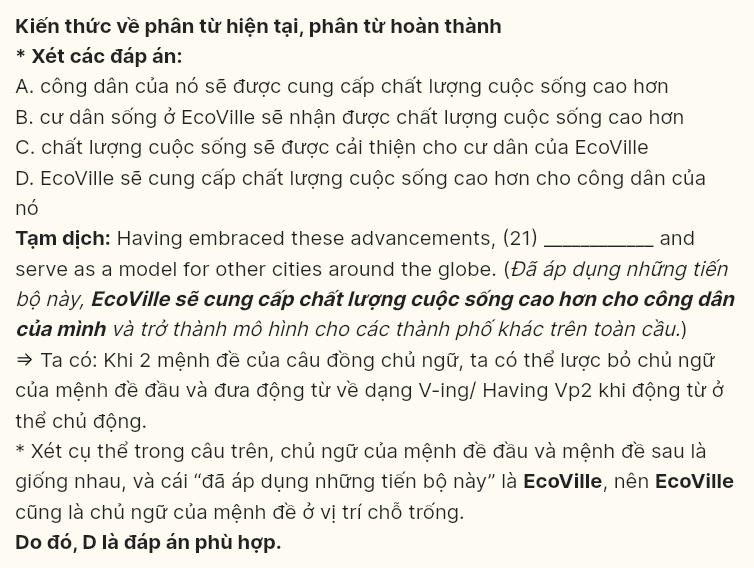 Kiến thức về phân từ hiện tại, phân từ hoàn thành
* Xét các đáp án:
A. công dân của nó sẽ được cung cấp chất lượng cuộc sống cao hơn
B. cư dân sống ở EcoVille sẽ nhận được chất lượng cuộc sống cao hơn
C. chất lượng cuộc sống sẽ được cải thiện cho cư dân của EcoVille
D. EcoVille sẽ cung cấp chất lượng cuộc sống cao hơn cho công dân của
nó
Tạm dịch: Having embraced these advancements, (21) ____________ and
serve as a model for other cities around the globe. (Đã áp dụng những tiến
bộ này, EcoVille sẽ cung cấp chất lượng cuộc sống cao hơn cho công dân
của mình và trở thành mô hình cho các thành phố khác trên toàn cầu.)
⇒ Ta có: Khi 2 mệnh đề của câu đồng chủ ngữ, ta có thể lược bỏ chủ ngữ
của mệnh đề đầu và đưa động từ về dạng V-ing/ Having Vp2 khi động từ ở
thể chủ động.
* Xét cụ thể trong câu trên, chủ ngữ của mệnh đề đầu và mệnh đề sau là
giống nhau, và cái “đã áp dụng những tiến bộ này” là EcoVille, nên EcoVille
cũng là chủ ngữ của mệnh đề ở vị trí chỗ trống.
Do đó, D là đáp án phù hợp.